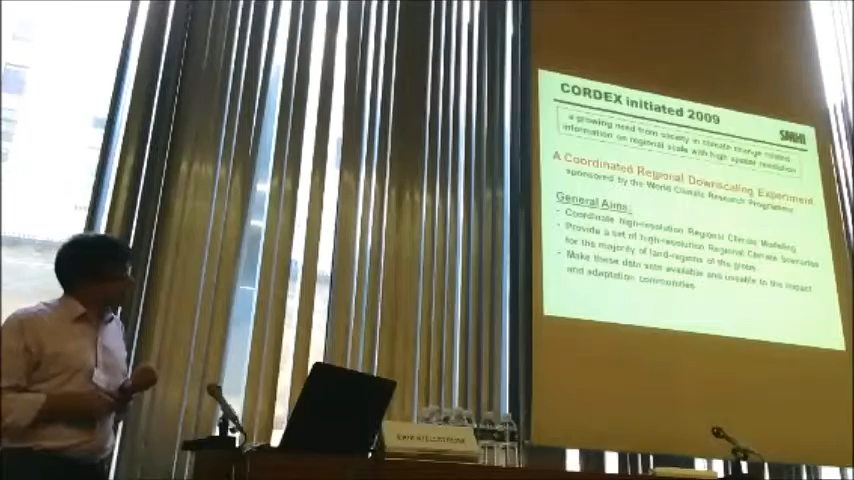 CORDEX initiated 2009
SMHI
a growing need from society in climate change related
information on regional scale with high spatial resolution
A Coordinated Regional Downscaling Experiment
sponsored by the World Climate Research Programme
General Aims:
• Coordinate high-resolution Regional Climate Modeling
• Provide a set of high-resolution Regional Climate Scenarios
for the majority of land-regions of the globe
• Make these data sets available and useable to the impact
and adaptation communities